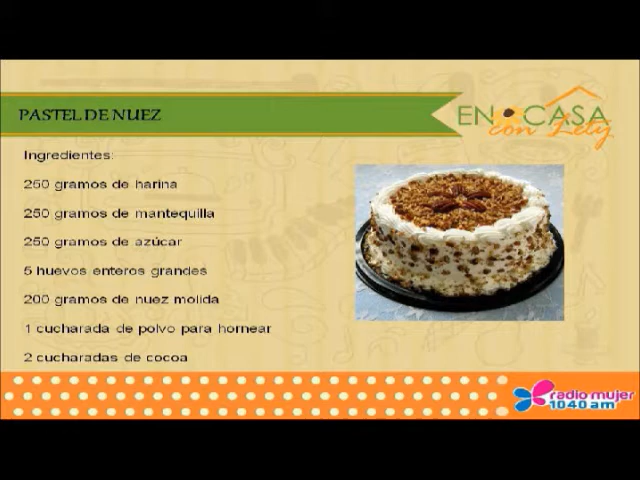 PASTEL DE NUEZ
EN CASA
con Lety
Ingredientes:
250 gramos de harina
250 gramos de mantequilla
250 gramos de azúcar
5 huevos enteros grandes
200 gramos de nuez molida
1 cucharada de polvo para hornear
2 cucharadas de cocoa
radio mujer
1040 am